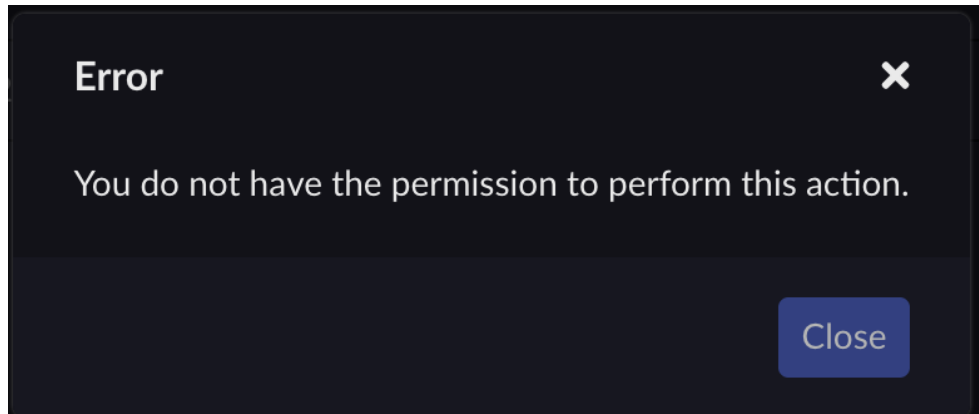 Error
You do not have the permission to perform this action.
Close